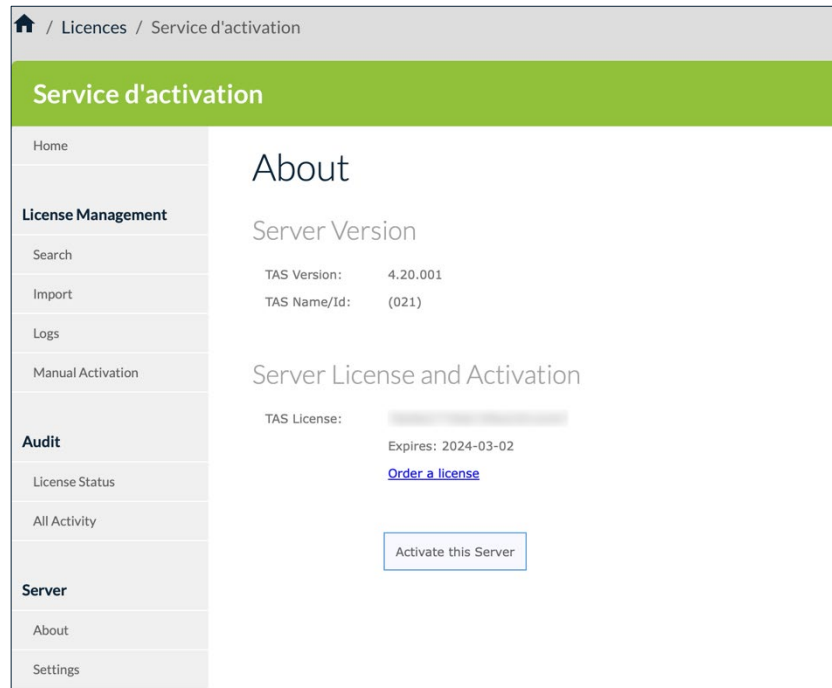 / Licences / Service d'activation
Service d'activation
Home
License Management
Search
Import
Logs
Manual Activation
Audit
License Status
All Activity
Server
About
Settings
About
Server Version
TAS Version: 4.20.001
TAS Name/Id: (021)
Server License and Activation
TAS License:
Expires: 2024-03-02
Order a license
Activate this Server